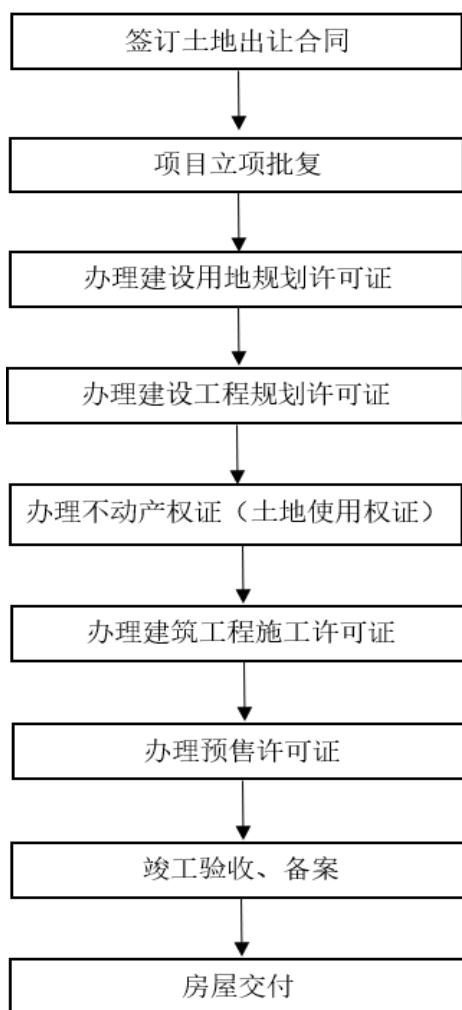 签订土地出让合同
项目立项批复
办理建设用地规划许可证
办理建设工程规划许可证
办理不动产权证（土地使用权证）
办理建筑工程施工许可证
办理预售许可证
竣工验收、备案
房屋交付